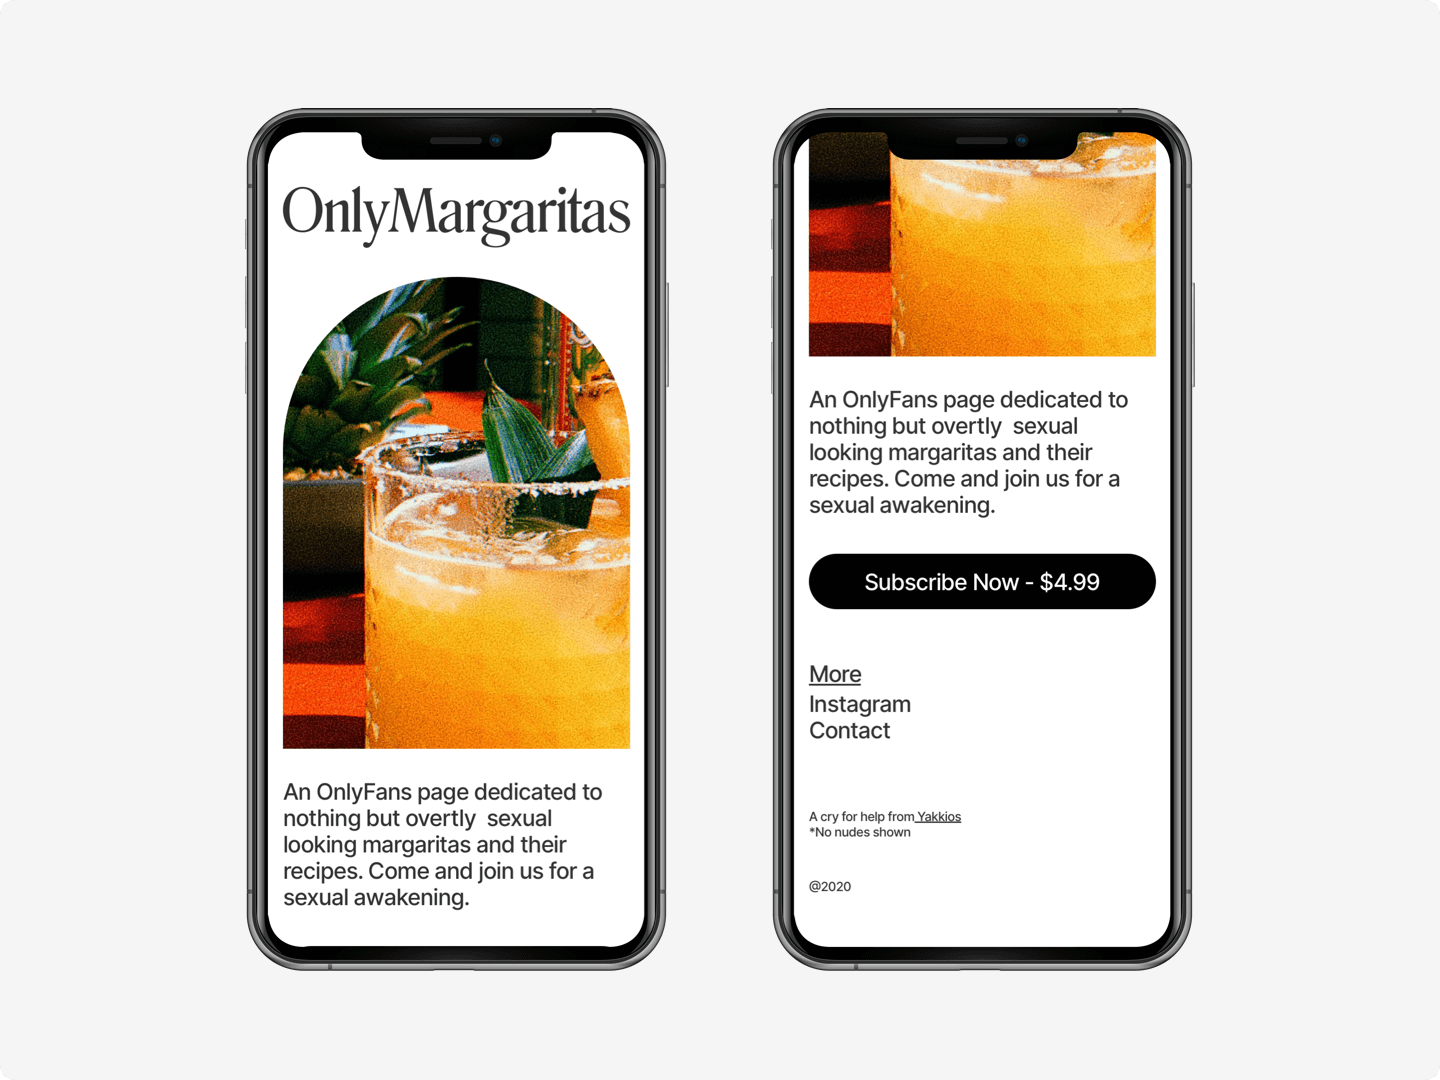 OnlyMargaritas
An OnlyFans page dedicated to
nothing but overtly  sexual
looking margaritas and their
recipes. Come and join us for a
sexual awakening.
An OnlyFans page dedicated to
nothing but overtly  sexual
looking margaritas and their
recipes. Come and join us for a
sexual awakening.
Subscribe Now - $4.99
More
Instagram
Contact
A cry for help from Yakkios
*No nudes shown
@2020